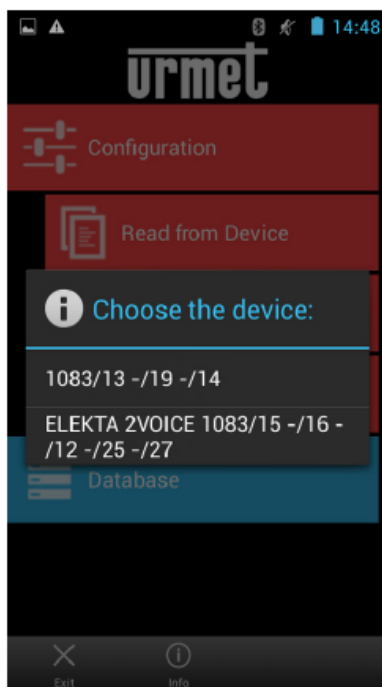 14:48
urmet
Configuration
Read from Device
Choose the device:
1083/13 -/19 -/14
ELEKTA 2VOICE 1083/15 -/16 -
/12 -/25 -/27
Database
Exit
Info